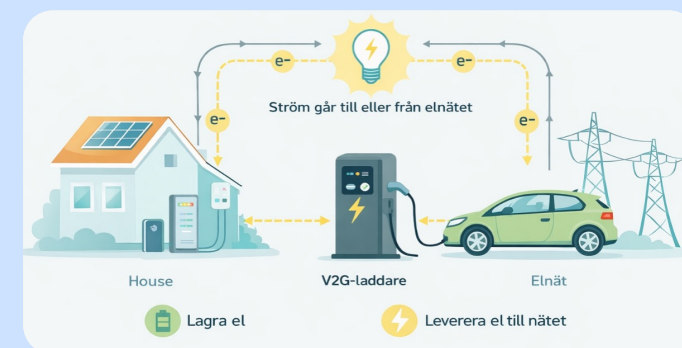 e-
e-
Ström går till eller från elnätet
e-
e-
House
V2G-laddare
Elnät
Lagra el
Leverera el till nätet